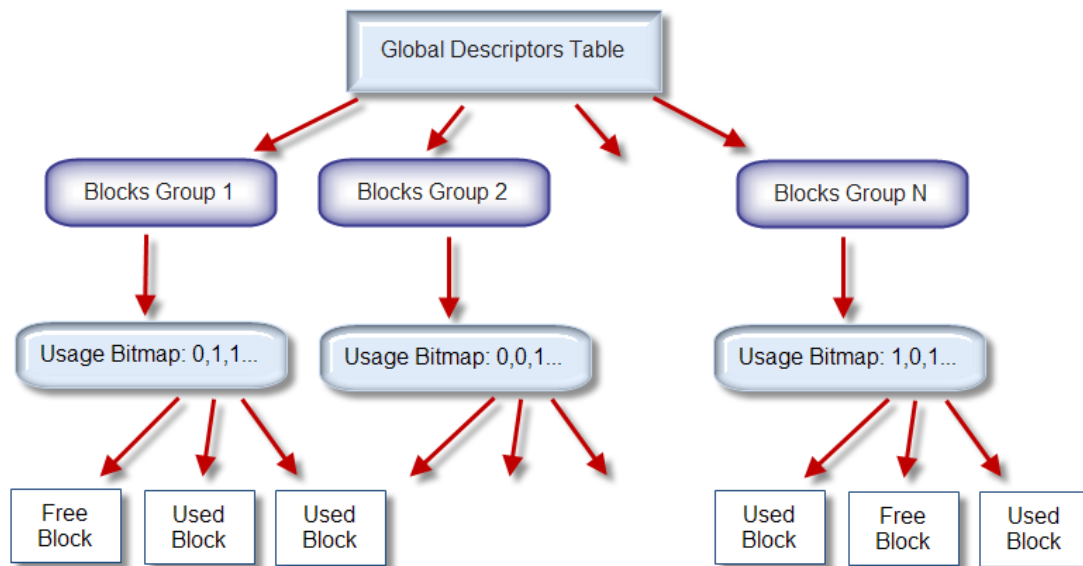 Global Descriptors Table
Blocks Group 1
Blocks Group 2
Blocks Group N
Usage Bitmap: 0,1,1...
Usage Bitmap: 0,0,1...
Usage Bitmap: 1,0,1...
Free
Block
Used
Block
Used
Block
Used
Block
Free
Block
Used
Block